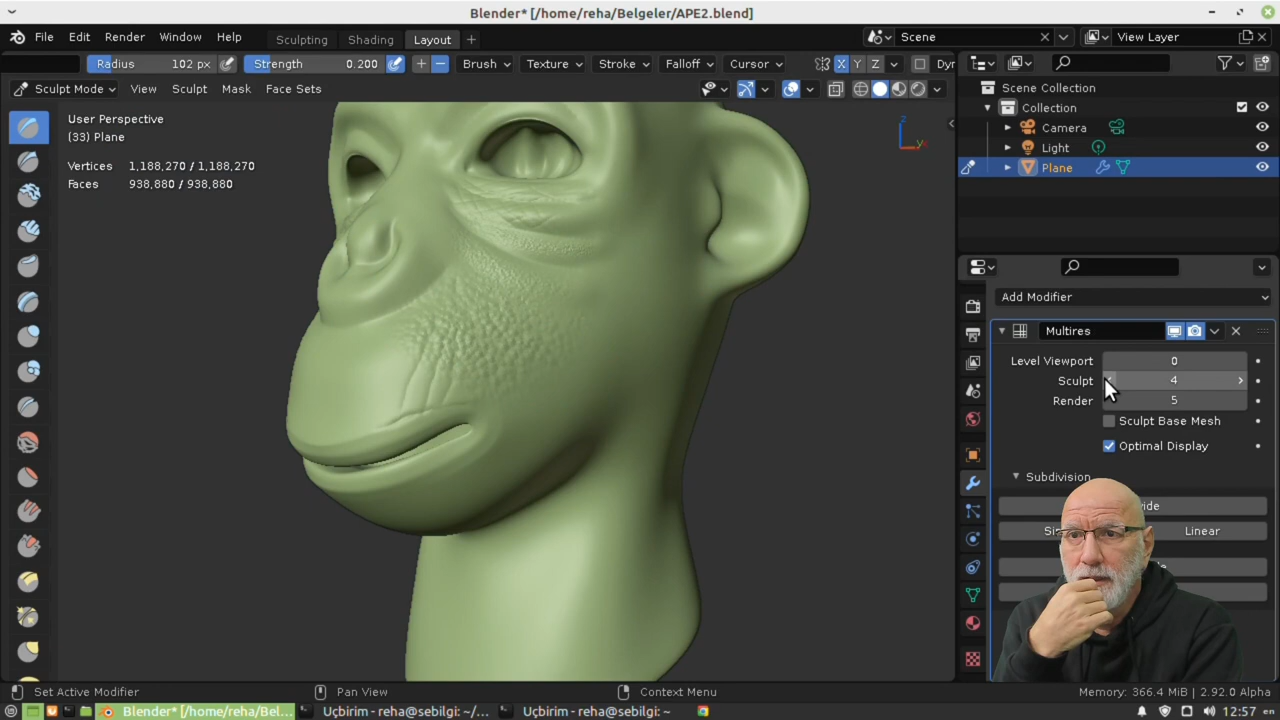 Blender* [/home/reha/Belgeler/APE2.blend]
File Edit Render Window Help Sculpting Shading Layout + Scene View Layer
Radius 102 px Strength 0.200 Brush Texture Stroke Falloff Cursor X Y Z Dyr
Sculpt Mode View Sculpt Mask Face Sets
Scene Collection
Collection
Camera
Light
Plane
User Perspective
(33) Plane
Vertices 1,188,270 / 1,188,270
Faces 938,880 / 938,880
z
y
Add Modifier
Multires
Level Viewport 0
Sculpt 4
Render 5
Sculpt Base Mesh
Optimal Display
Subdivision
Linear
Set Active Modifier Pan View Context Menu Memory: 366.4 MiB | 2.92.0 Alpha
Blender* [/home/reha/Bel... Uçbirim - reha@sebilgi: ~/... Uçbirim - reha@sebilgi: ~ 12:57 en